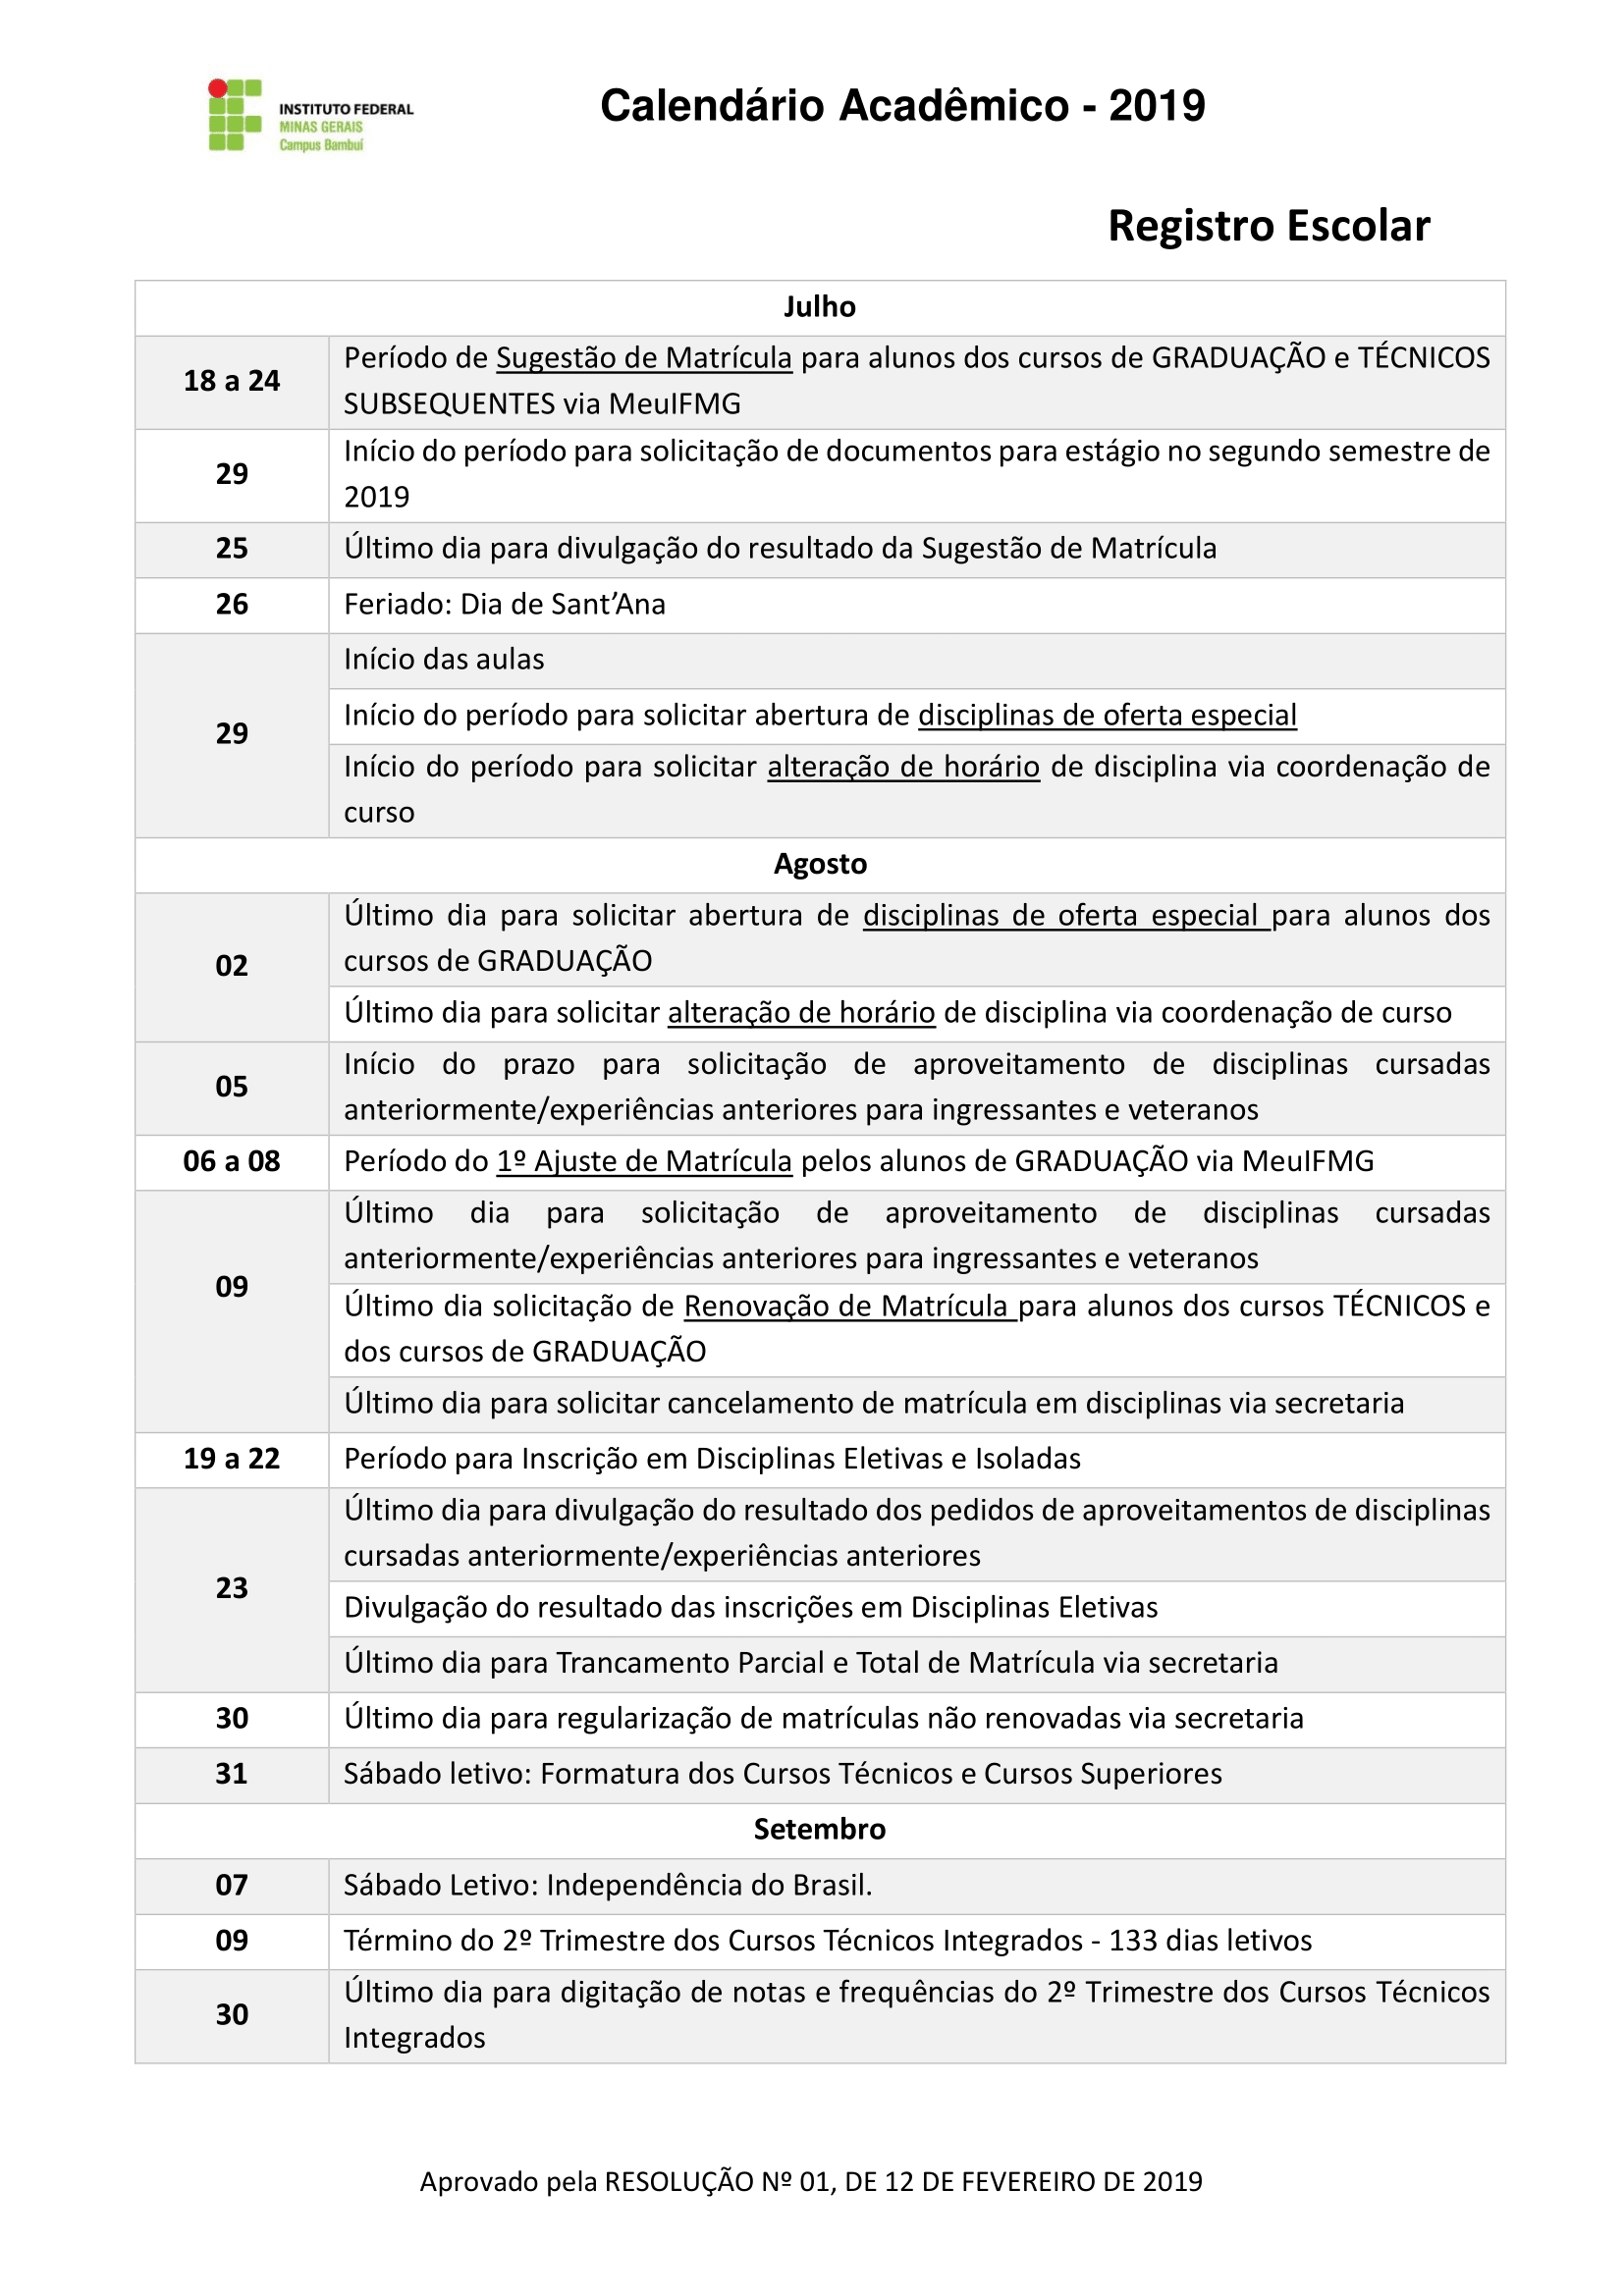 INSTITUTO FEDERAL
MINAS GERAIS
Campus Bambuí
Calendário Acadêmico - 2019
Registro Escolar
Julho
18 a 24
Período de Sugestão de Matrícula para alunos dos cursos de GRADUAÇÃO e TÉCNICOS
SUBSEQUENTES via MeuIFMG
29
Início do período para solicitação de documentos para estágio no segundo semestre de
2019
25
Último dia para divulgação do resultado da Sugestão de Matrícula
26
Feriado: Dia de Sant’Ana
29
Início das aulas
Início do período para solicitar abertura de disciplinas de oferta especial
Início do período para solicitar alteração de horário de disciplina via coordenação de
curso
Agosto
02
Último dia para solicitar abertura de disciplinas de oferta especial para alunos dos
cursos de GRADUAÇÃO
Último dia para solicitar alteração de horário de disciplina via coordenação de curso
05
Início do prazo para solicitação de aproveitamento de disciplinas cursadas
anteriormente/experiências anteriores para ingressantes e veteranos
06 a 08
Período do 1º Ajuste de Matrícula pelos alunos de GRADUAÇÃO via MeuIFMG
09
Último dia para solicitação de aproveitamento de disciplinas cursadas
anteriormente/experiências anteriores para ingressantes e veteranos
Último dia solicitação de Renovação de Matrícula para alunos dos cursos TÉCNICOS e
dos cursos de GRADUAÇÃO
Último dia para solicitar cancelamento de matrícula em disciplinas via secretaria
19 a 22
Período para Inscrição em Disciplinas Eletivas e Isoladas
23
Último dia para divulgação do resultado dos pedidos de aproveitamentos de disciplinas
cursadas anteriormente/experiências anteriores
Divulgação do resultado das inscrições em Disciplinas Eletivas
Último dia para Trancamento Parcial e Total de Matrícula via secretaria
30
Último dia para regularização de matrículas não renovadas via secretaria
31
Sábado letivo: Formatura dos Cursos Técnicos e Cursos Superiores
Setembro
07
Sábado Letivo: Independência do Brasil.
09
Término do 2º Trimestre dos Cursos Técnicos Integrados - 133 dias letivos
30
Último dia para digitação de notas e frequências do 2º Trimestre dos Cursos Técnicos
Integrados
Aprovado pela RESOLUÇÃO Nº 01, DE 12 DE FEVEREIRO DE 2019